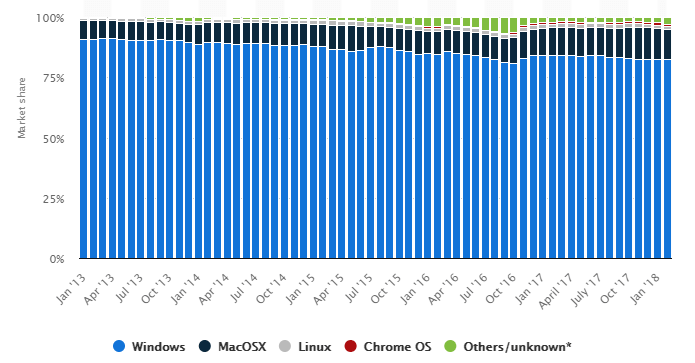 100%
75%
50%
25%
0%
Market share
Jan '13
Apr '13
Jul '13
Oct '13
Jan '14
Apr '14
Jul '14
Oct '14
Jan '15
Apr '15
Jul '15
Oct '15
Jan '16
Apr '16
Jul '16
Oct '16
Jan '17
April '17
July '17
Oct '17
Jan '18
Windows
MacOSX
Linux
Chrome OS
Others/unknown*